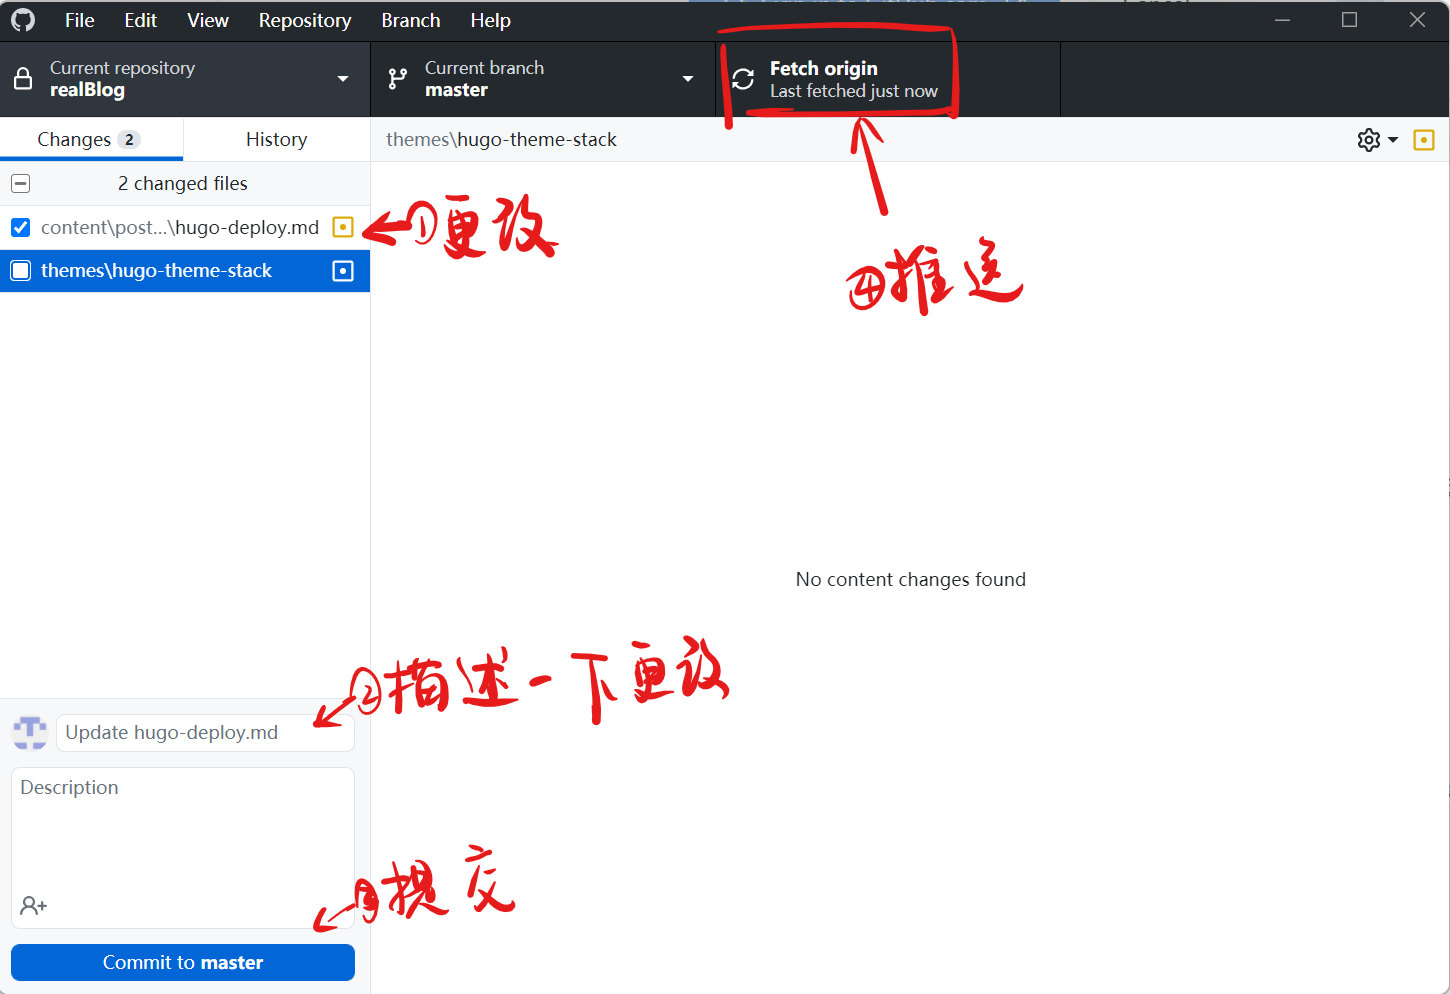 File Edit View Repository Branch Help
Current repository
realBlog
Current branch
master
Fetch origin
Last fetched just now
Changes 2
History
themes\hugo-theme-stack
2 changed files
content\post...\hugo-deploy.md
①更改
themes\hugo-theme-stack
④推送
No content changes found
②描述一下更改
Update hugo-deploy.md
Description
③提交
Commit to master